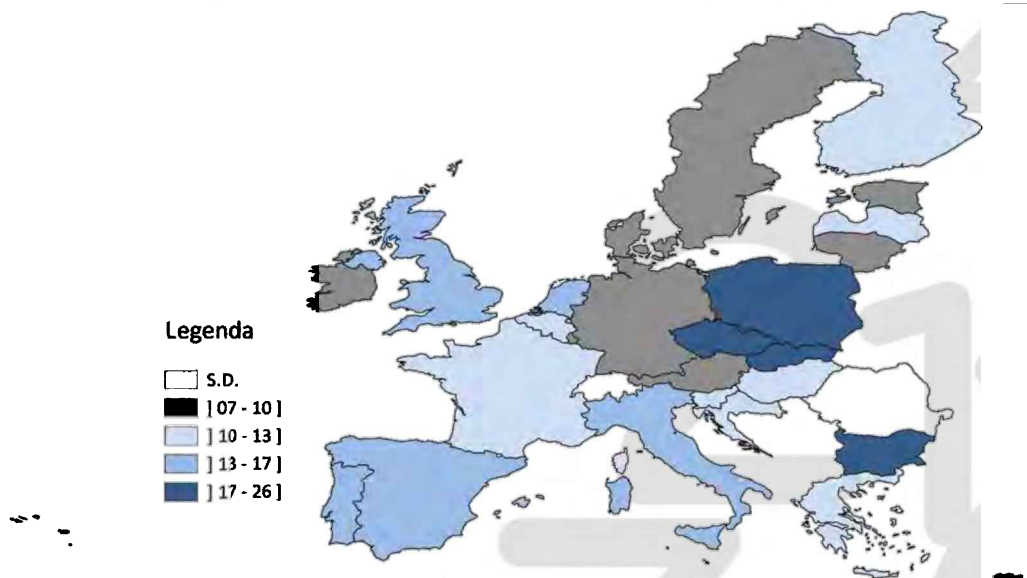 Legenda
S.D.
] 07 - 10 ]
] 10 - 13 ]
] 13 - 17 ]
] 17 - 26 ]